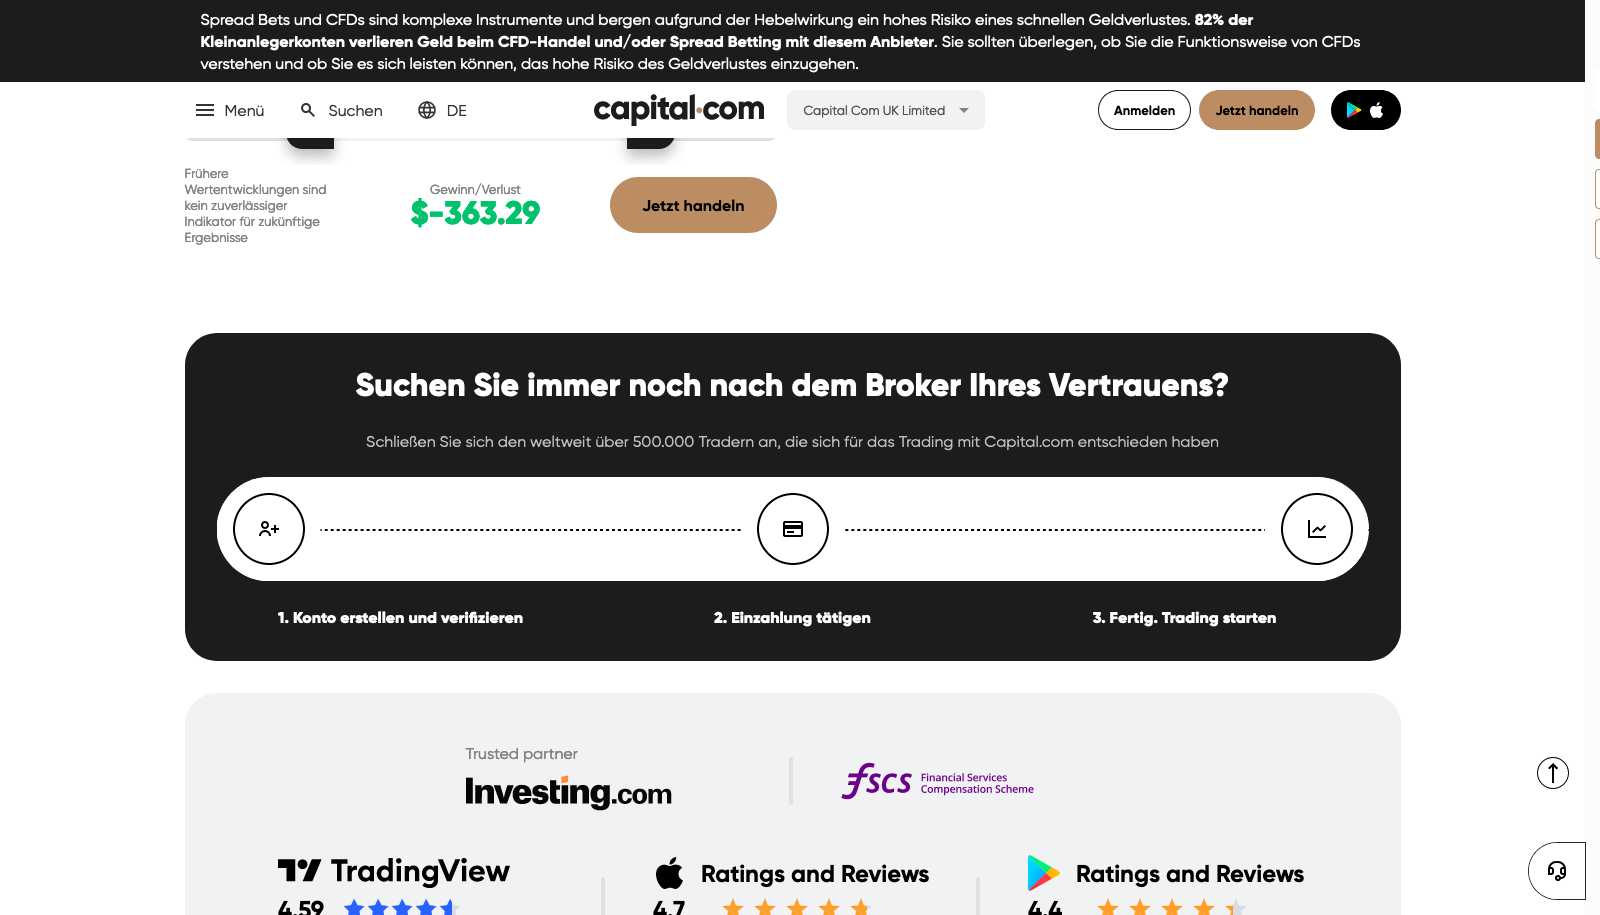 Spread Bets und CFDs sind komplexe Instrumente und bergen aufgrund der Hebelwirkung ein hohes Risiko eines schnellen Geldverlustes. 82% der
Kleinanlegerkonten verlieren Geld beim CFD-Handel und/oder Spread Betting mit diesem Anbieter. Sie sollten überlegen, ob Sie die Funktionsweise von CFDs
verstehen und ob Sie es sich leisten können, das hohe Risiko des Geldverlustes einzugehen.
Menü
Suchen
DE
capital.com
Capital Com UK Limited
Anmelden
Jetzt handeln
Frühere
Wertentwicklungen sind
kein zuverlässiger
Indikator für zukünftige
Ergebnisse
Gewinn/Verlust
$-363.29
Jetzt handeln
Suchen Sie immer noch nach dem Broker Ihres Vertrauens?
Schließen Sie sich den weltweit über 500.000 Tradern an, die sich für das Trading mit Capital.com entschieden haben
1. Konto erstellen und verifizieren
2. Einzahlung tätigen
3. Fertig. Trading starten
Trusted partner
Investing.com
fscs
Financial Services
Compensation Scheme
TradingView
4.59
Ratings and Reviews
4.7
Ratings and Reviews
4.4